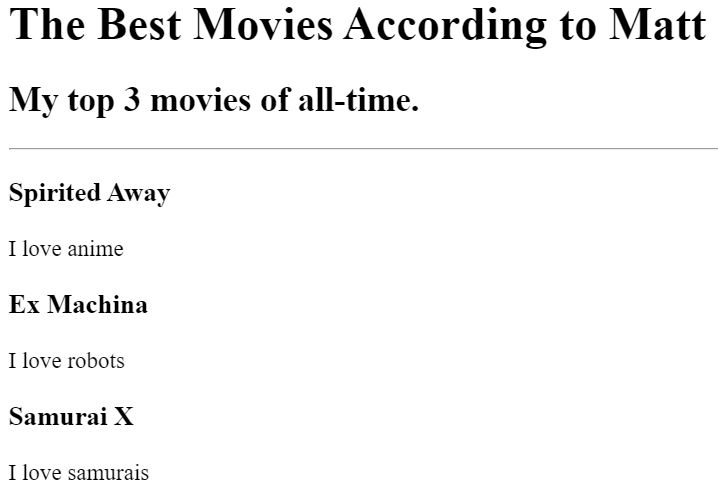 The Best Movies According to Matt
My top 3 movies of all-time.
Spirited Away
I love anime
Ex Machina
I love robots
Samurai X
I love samurais